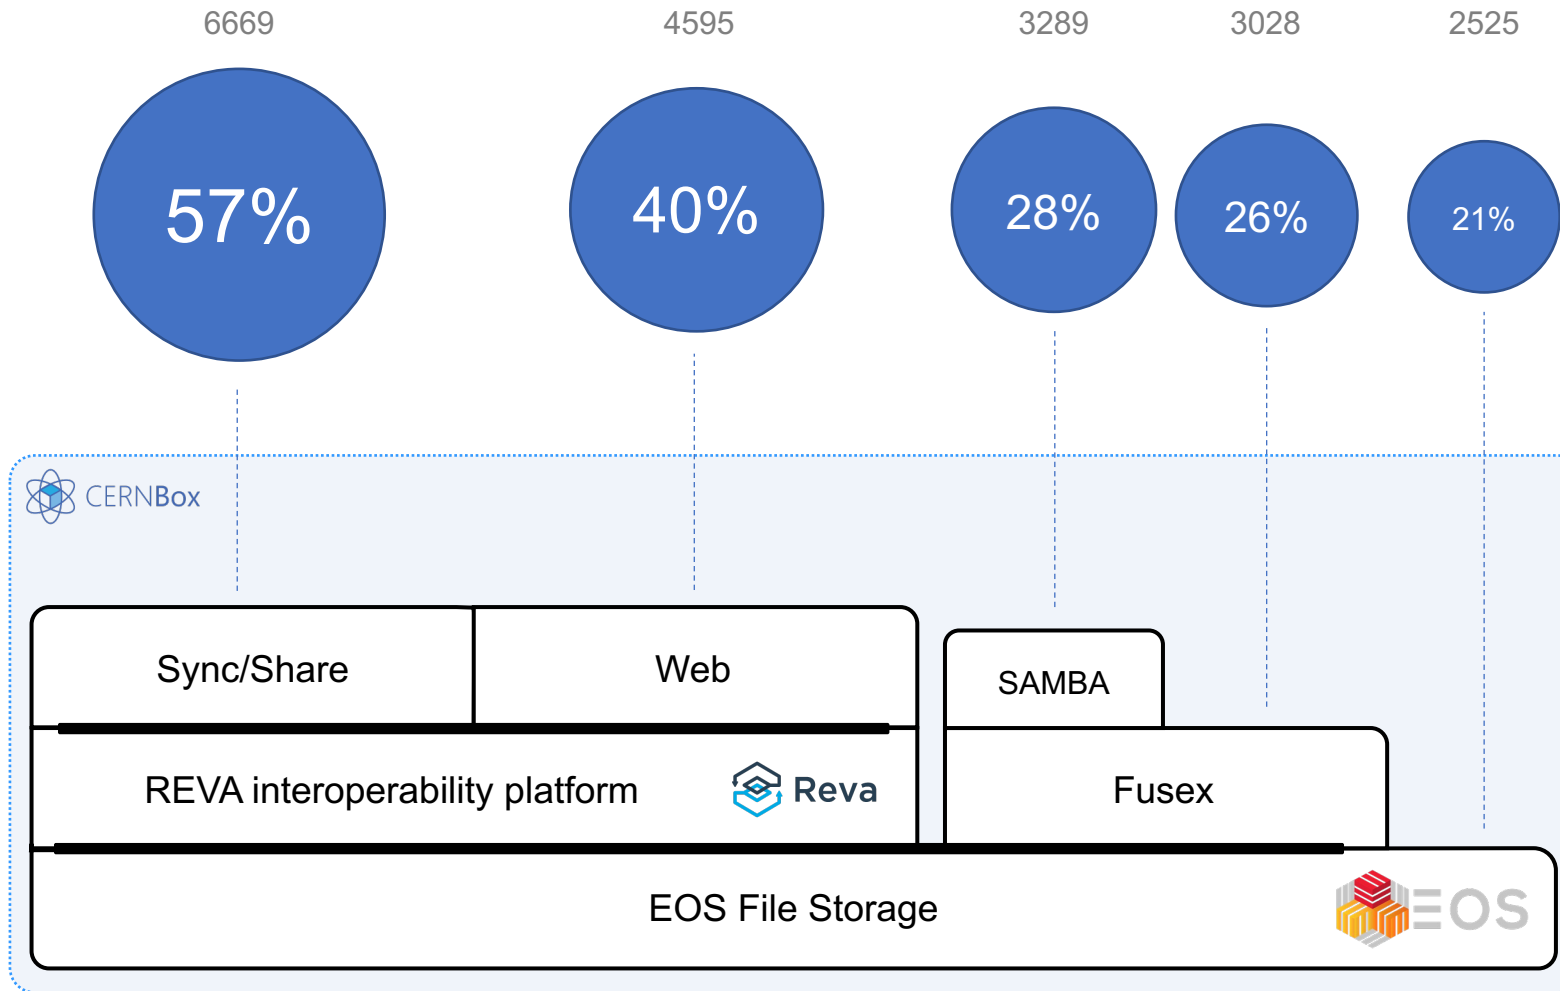 6669 4595 3289 3028 2525
57% 40% 28% 26% 21%
CERNBox
Sync/Share Web SAMBA
REVA interoperability platform Reva Fusex
EOS File Storage EOS